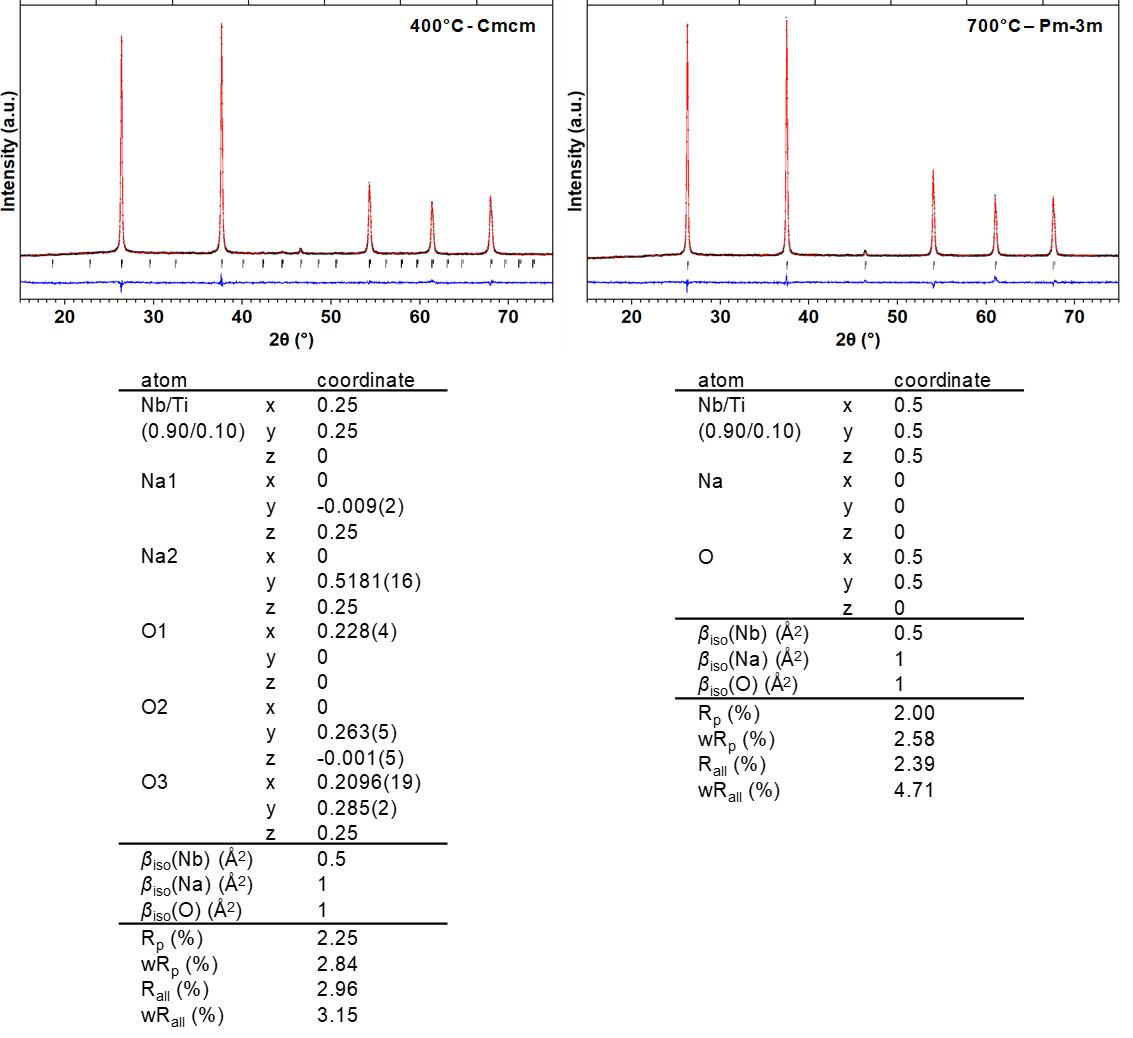 400°C - Cmcm
Intensity (a.u.)
20 30 40 50 60 70
2θ (°)
700°C – Pm-3m
Intensity (a.u.)
20 30 40 50 60 70
2θ (°)
atom coordinate
Nb/Ti x 0.25
(0.90/0.10) y 0.25
z 0
Na1 x 0
y -0.009(2)
z 0.25
Na2 x 0
y 0.5181(16)
z 0.25
O1 x 0.228(4)
y 0
z 0
O2 x 0
y 0.263(5)
z -0.001(5)
O3 x 0.2096(19)
y 0.285(2)
z 0.25
βiso(Nb) (Å²) 0.5
βiso(Na) (Å²) 1
βiso(O) (Å²) 1
Rp (%) 2.25
wRp (%) 2.84
Rall (%) 2.96
wRall (%) 3.15
atom coordinate
Nb/Ti x 0.5
(0.90/0.10) y 0.5
z 0.5
Na x 0
y 0
z 0
O x 0.5
y 0.5
z 0
βiso(Nb) (Å²) 0.5
βiso(Na) (Å²) 1
βiso(O) (Å²) 1
Rp (%) 2.00
wRp (%) 2.58
Rall (%) 2.39
wRall (%) 4.71